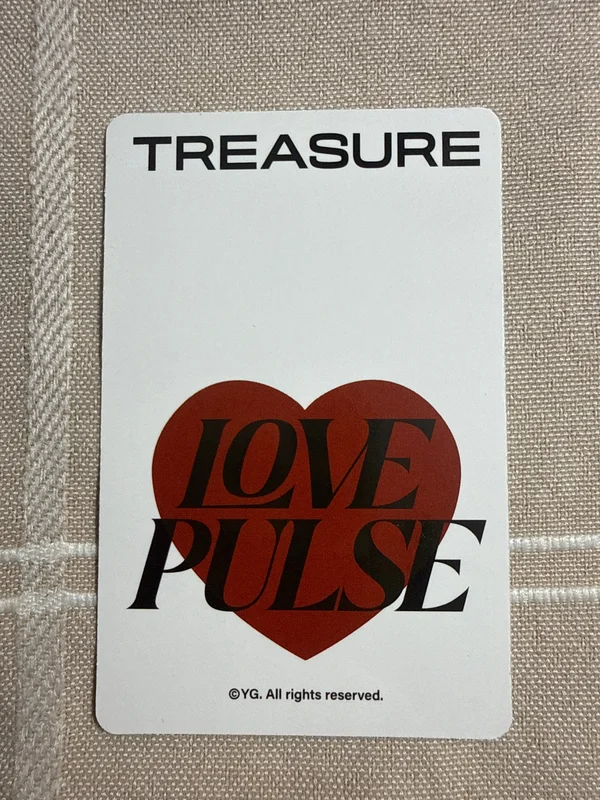 TREASURE
LOVE
PULSE
©YG. All rights reserved.